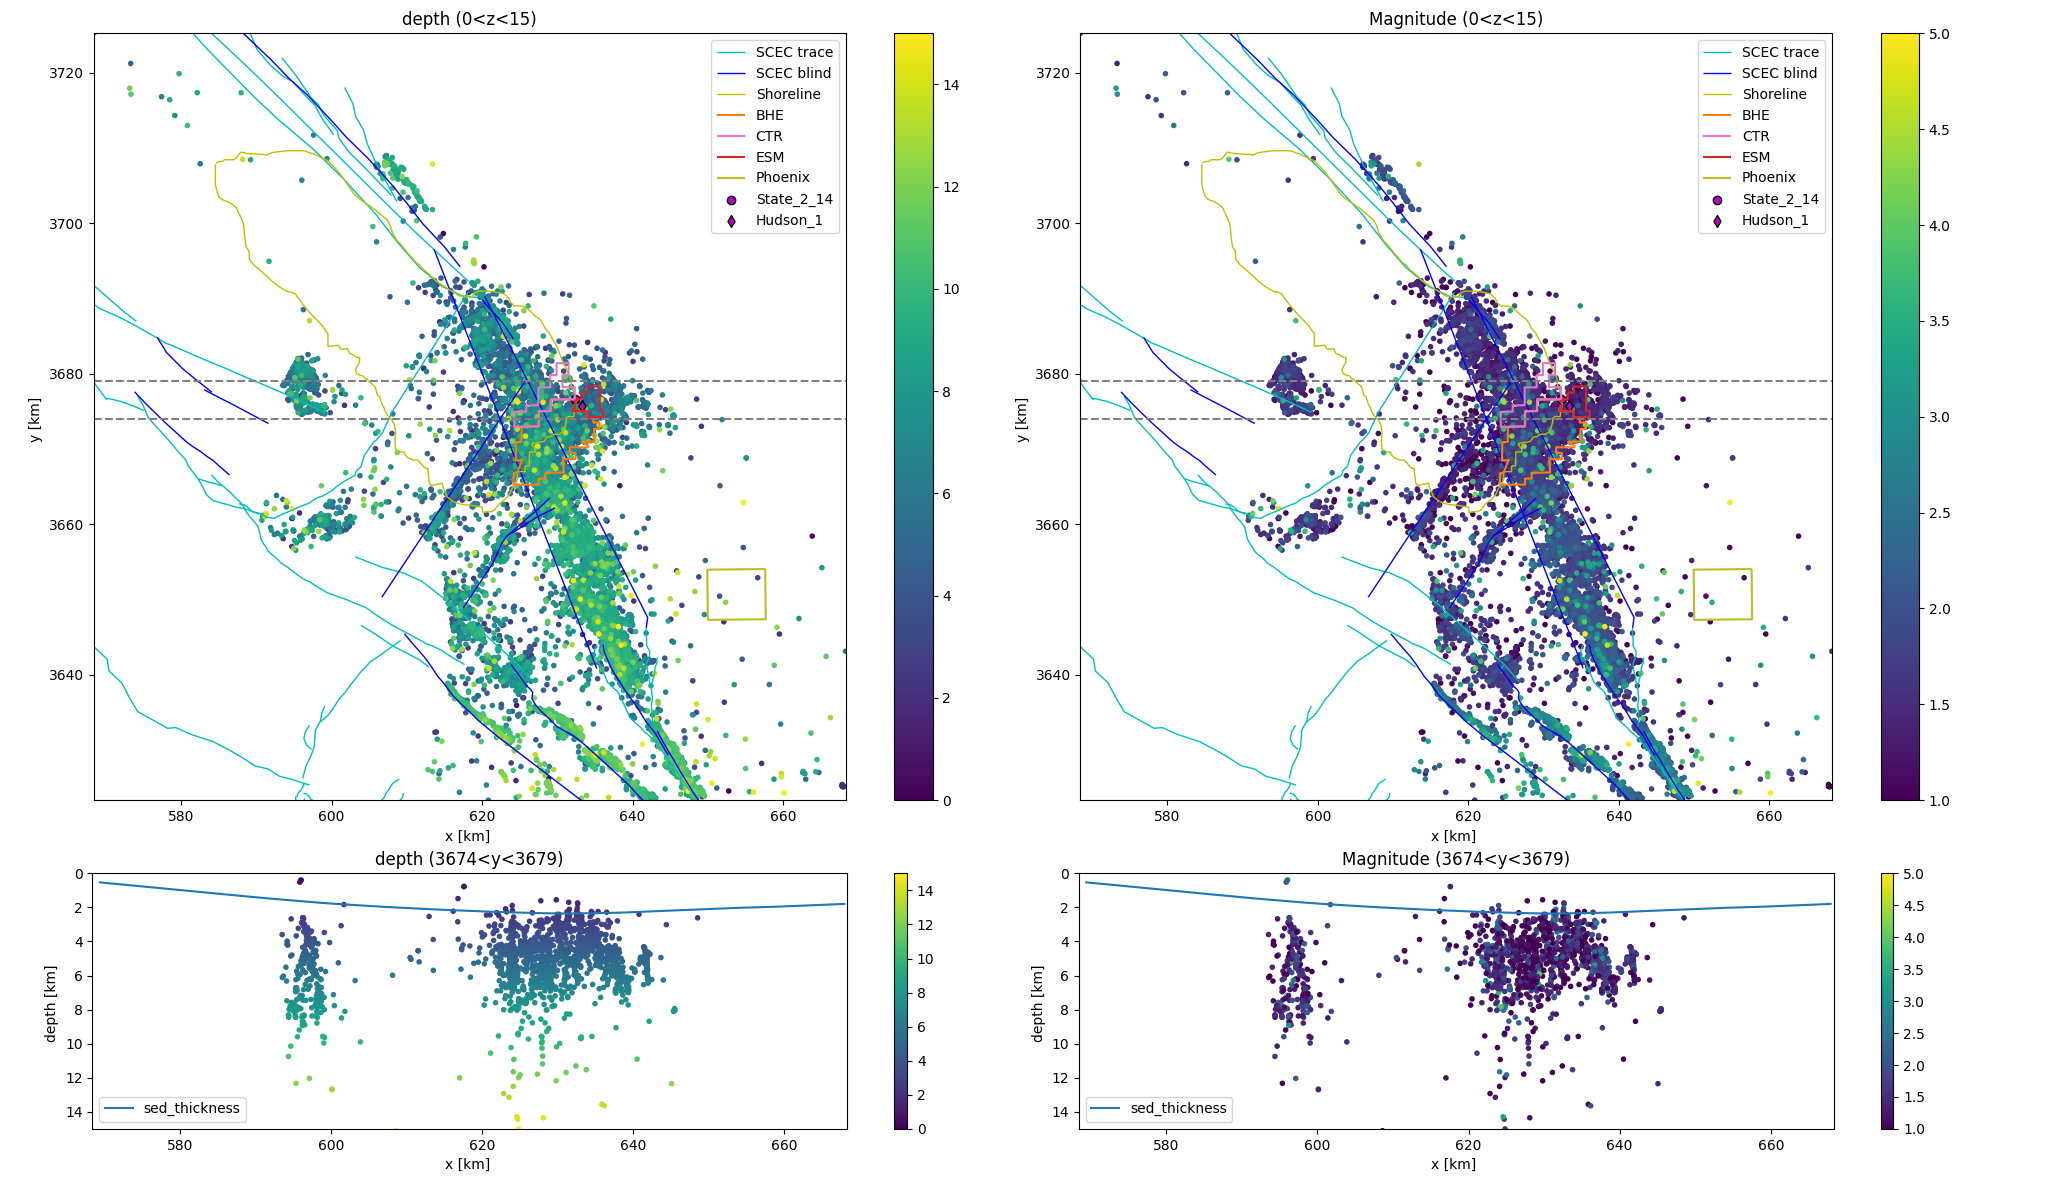 depth (0<z<15)
3720
3700
3680
3660
3640
y [km]
580
600
620
640
660
x [km]
SCEC trace
SCEC blind
Shoreline
BHE
CTR
ESM
Phoenix
State_2_14
Hudson_1
14
12
10
8
6
4
2
0
Magnitude (0<z<15)
3720
3700
3680
3660
3640
y [km]
580
600
620
640
660
x [km]
SCEC trace
SCEC blind
Shoreline
BHE
CTR
ESM
Phoenix
State_2_14
Hudson_1
5.0
4.5
4.0
3.5
3.0
2.5
2.0
1.5
1.0
depth (3674<y<3679)
0
2
4
6
8
10
12
14
depth [km]
sed_thickness
580
600
620
640
660
x [km]
14
12
10
8
6
4
2
0
Magnitude (3674<y<3679)
0
2
4
6
8
10
12
14
depth [km]
sed_thickness
580
600
620
640
660
x [km]
5.0
4.5
4.0
3.5
3.0
2.5
2.0
1.5
1.0